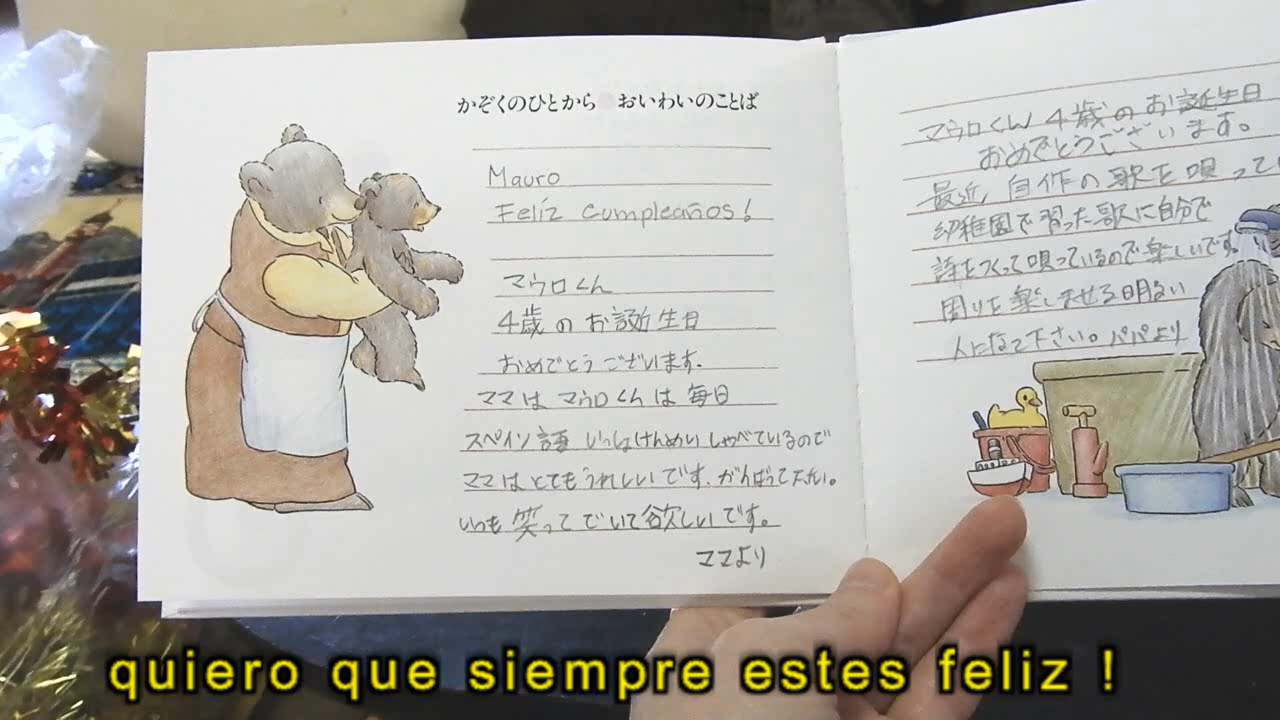 かぞくのひとから おいわいのことば
Mauro
Feliz cumpleaños!
マウロくん
4歳のお誕生日
おめでとうございます.
ママはマウロくんは毎日
スペイン語 いっしょけんめい しゃべているので
ママはとてもうれしいです. がんばって下さい。
いつも笑ってでいて欲しいです。
ママより
マウロくん4歳のお誕生日
おめでとうございます。
最近, 自作の歌を唄って
幼稚園で習った歌に自分で
詩をつくって唄っているので楽しいです。
周りを楽しませる明るい
人になって下さい。パパより
quiero que siempre estes feliz !